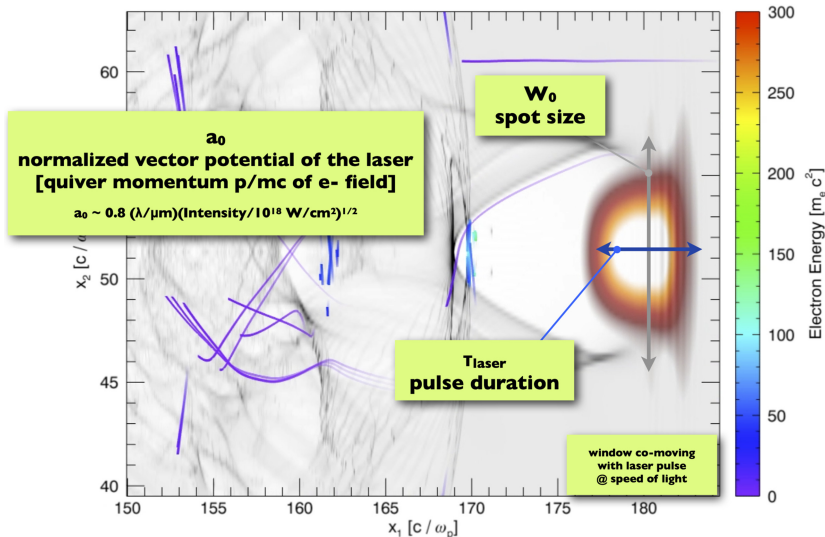 60
55
50
45
40
x₂ [c / ω
150
155
160
165
170
175
180
x₁ [c / ωₚ]
a₀
normalized vector potential of the laser
[quiver momentum p/mc of e- field]
a₀ ~ 0.8 (λ/μm)(Intensity/10¹⁸ W/cm²)¹/²
W₀
spot size
τlaser
pulse duration
window co-moving
with laser pulse
@ speed of light
300
250
200
150
100
50
0
Electron Energy [mₑ c²]